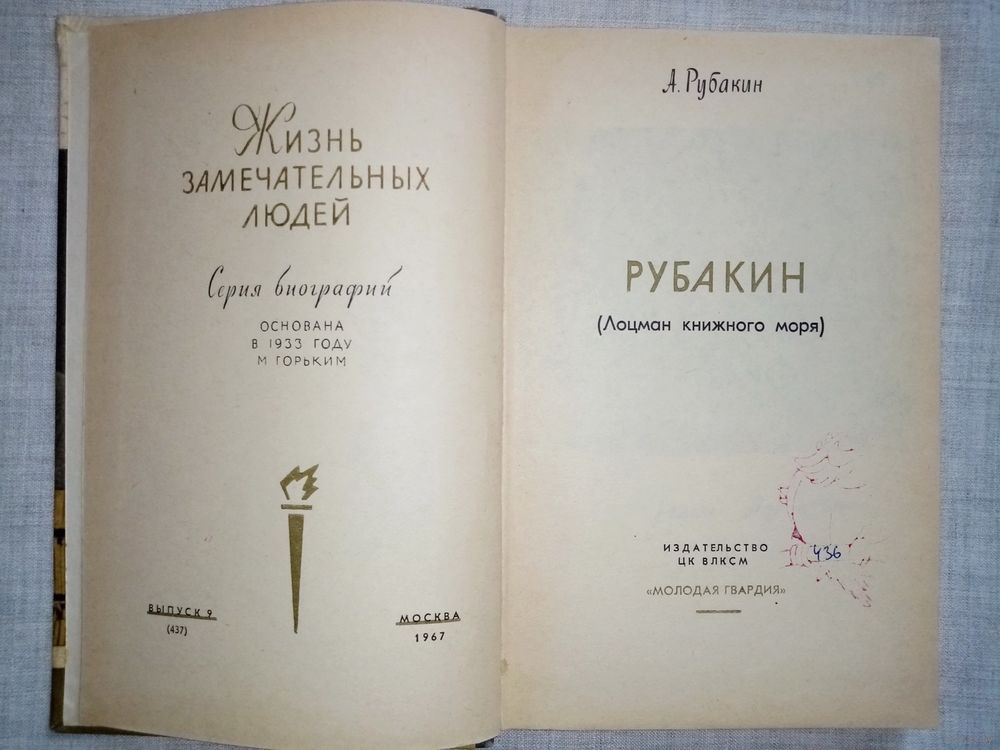 Жизнь
ЗАМЕЧАТЕЛЬНЫХ
ЛЮДЕЙ
Серия биографий
ОСНОВАНА
В 1933 ГОДУ
М ГОРЬКИМ
ВЫПУСК 9
(437)
МОСКВА
1967
А. Рубакин
РУБАКИН
(Лоцман книжного моря)
ИЗДАТЕЛЬСТВО
ЦК ВЛКСМ
«МОЛОДАЯ ГВАРДИЯ»
436